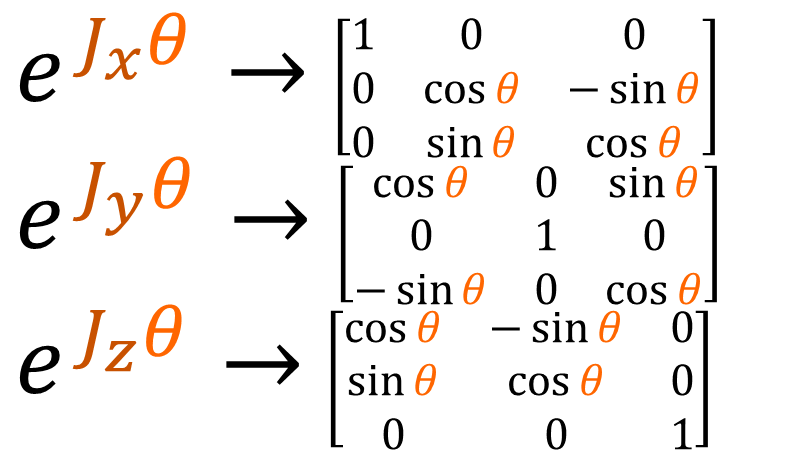 e^{J_x θ} → [1 0 0
0 cos θ − sin θ
0 sin θ cos θ]
e^{J_y θ} → [cos θ 0 sin θ
0 1 0
− sin θ 0 cos θ]
e^{J_z θ} → [cos θ − sin θ 0
sin θ cos θ 0
0 0 1]